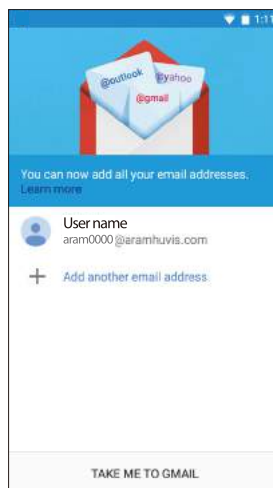 1:11
@outlook
@yahoo
@gmail
You can now add all your email addresses.
Learn more
User name
aram0000 @aramhuvis.com
Add another email address
TAKE ME TO GMAIL